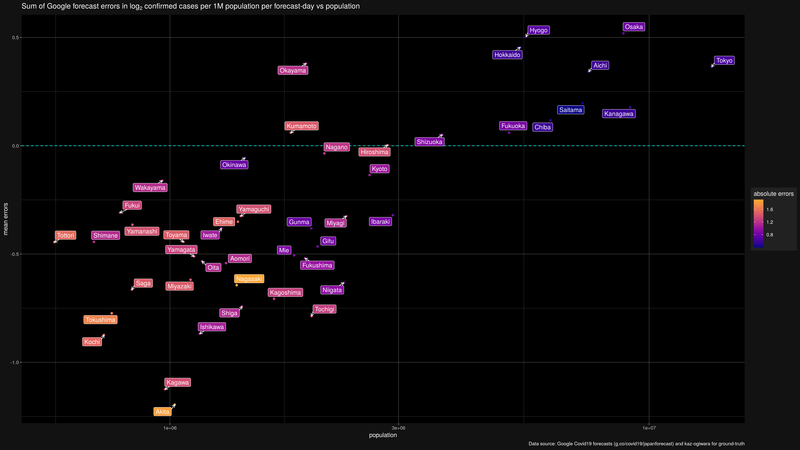 Sum of Google forecast errors in log₂ confirmed cases per 1M population per forecast-day vs population
Osaka
Hyogo
0.5
Hokkaido
Tokyo
Aichi
Okayama
Saitama
Kanagawa
Kumamoto
Fukuoka
Chiba
Shizuoka
0.0
Nagano
Hiroshima
Okinawa
Kyoto
Wakayama
absolute errors
Fukui
Yamaguchi
1.6
Ehime
Gunma
Miyagi
Ibaraki
1.2
Tottori
Shimane
Yamanashi
Toyama
Iwate
0.8
mean errors
Gifu
Yamagata
Mie
-0.5
Aomori
Oita
Fukushima
Saga
Miyazaki
Nagasaki
Kagoshima
Niigata
Shiga
Tochigi
Tokushima
Ishikawa
Kochi
-1.0
Kagawa
Akita
1e+06
3e+06
1e+07
population
Data source: Google Covid19 forecasts (g.co/covid19/japanforecast) and kaz-ogiwara for ground-truth